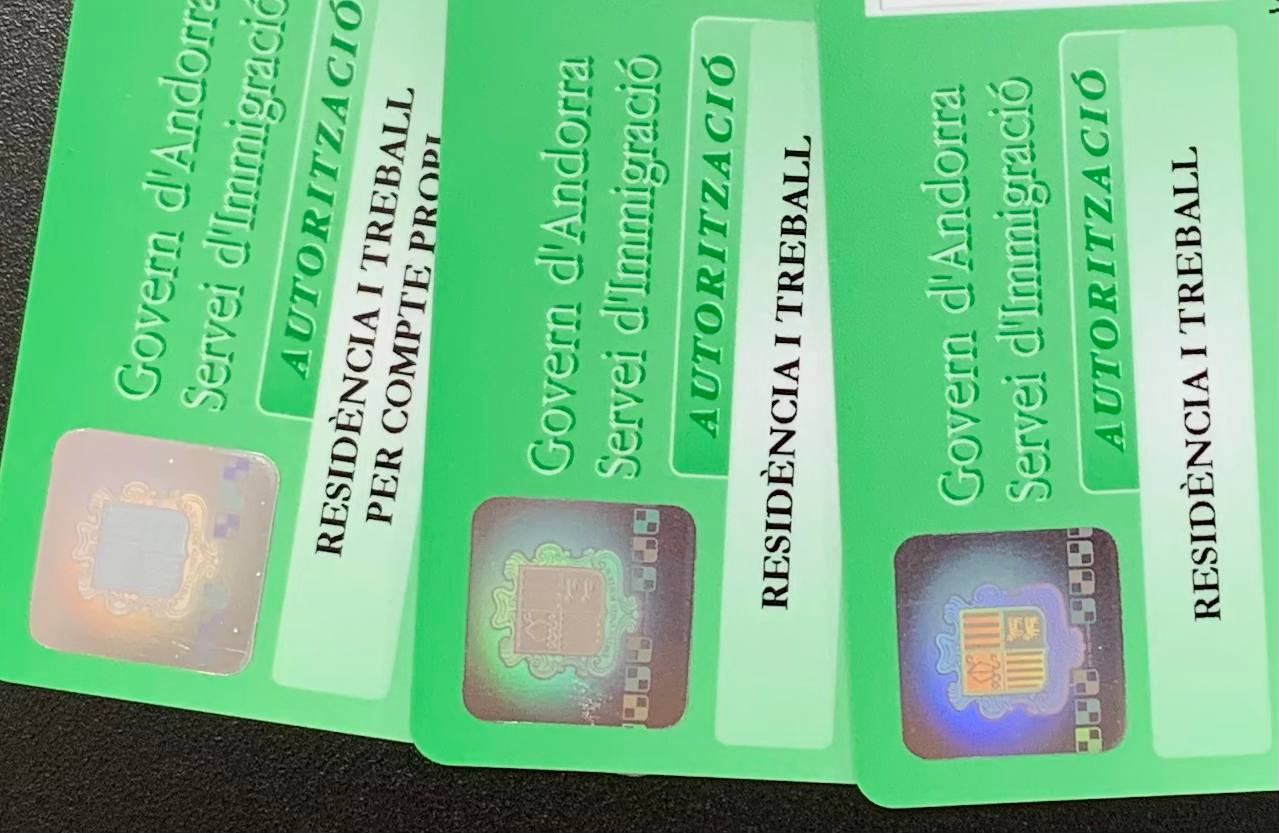 Govern d'Andorra
Servei d'Immigració
AUTORITZACIÓ
RESIDÈNCIA I TREBALL
PER COMPTE PROPI
Govern d'Andorra
Servei d'Immigració
AUTORITZACIÓ
RESIDÈNCIA I TREBALL
Govern d'Andorra
Servei d'Immigració
AUTORITZACIÓ
RESIDÈNCIA I TREBALL